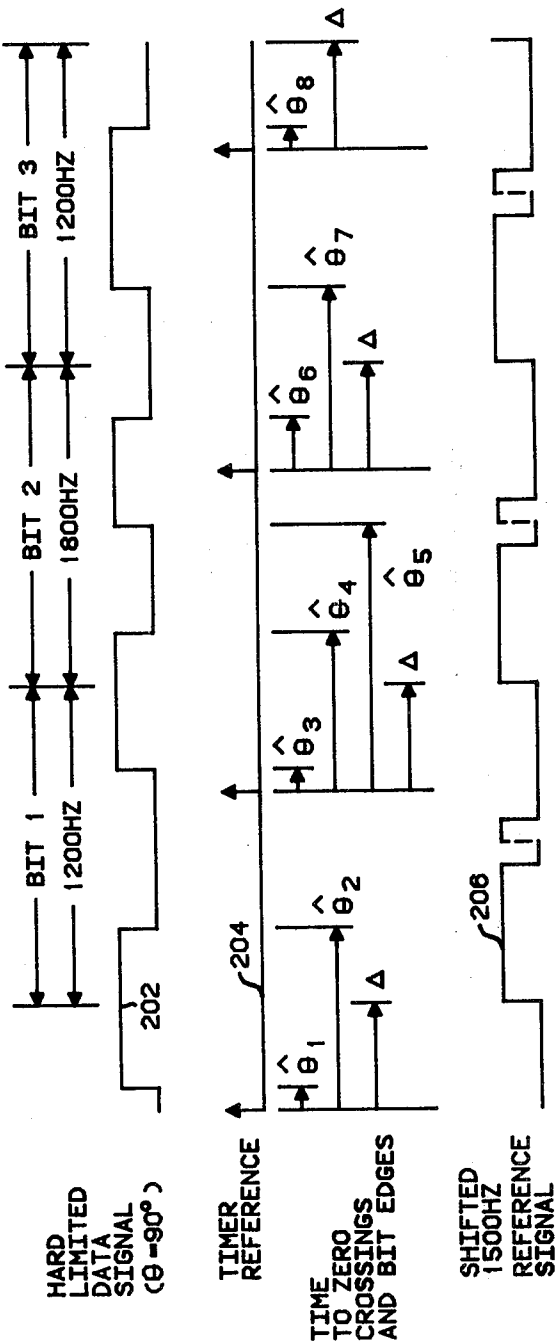 HARD
LIMITED
DATA
SIGNAL
(θ=90°)
BIT 1
BIT 2
BIT 3
1200HZ
1800HZ
1200HZ
202
TIMER
REFERENCE
204
TIME
TO ZERO
CROSSINGS
AND BIT EDGES
θ̂1
θ̂2
Δ
θ̂3
θ̂4
θ̂5
Δ
θ̂6
θ̂7
Δ
θ̂8
Δ
SHIFTED
1500HZ
REFERENCE
SIGNAL
206